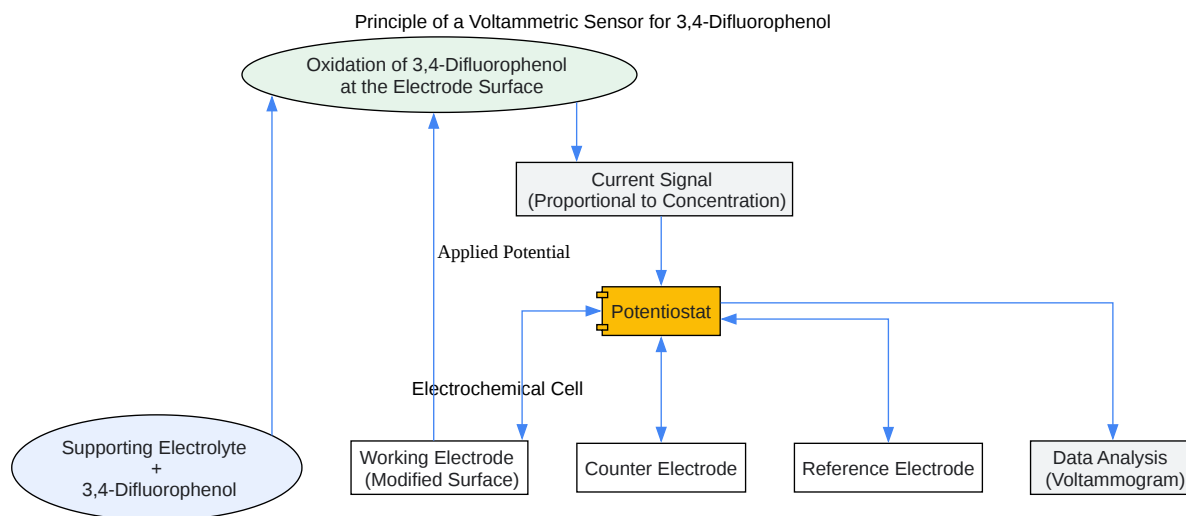 Principle of a Voltammetric Sensor for 3,4-Difluorophenol
Oxidation of 3,4-Difluorophenol
at the Electrode Surface
Current Signal
(Proportional to Concentration)
Applied Potential
Potentiostat
Electrochemical Cell
Supporting Electrolyte
+
3,4-Difluorophenol
Working Electrode
(Modified Surface)
Counter Electrode
Reference Electrode
Data Analysis
(Voltammogram)